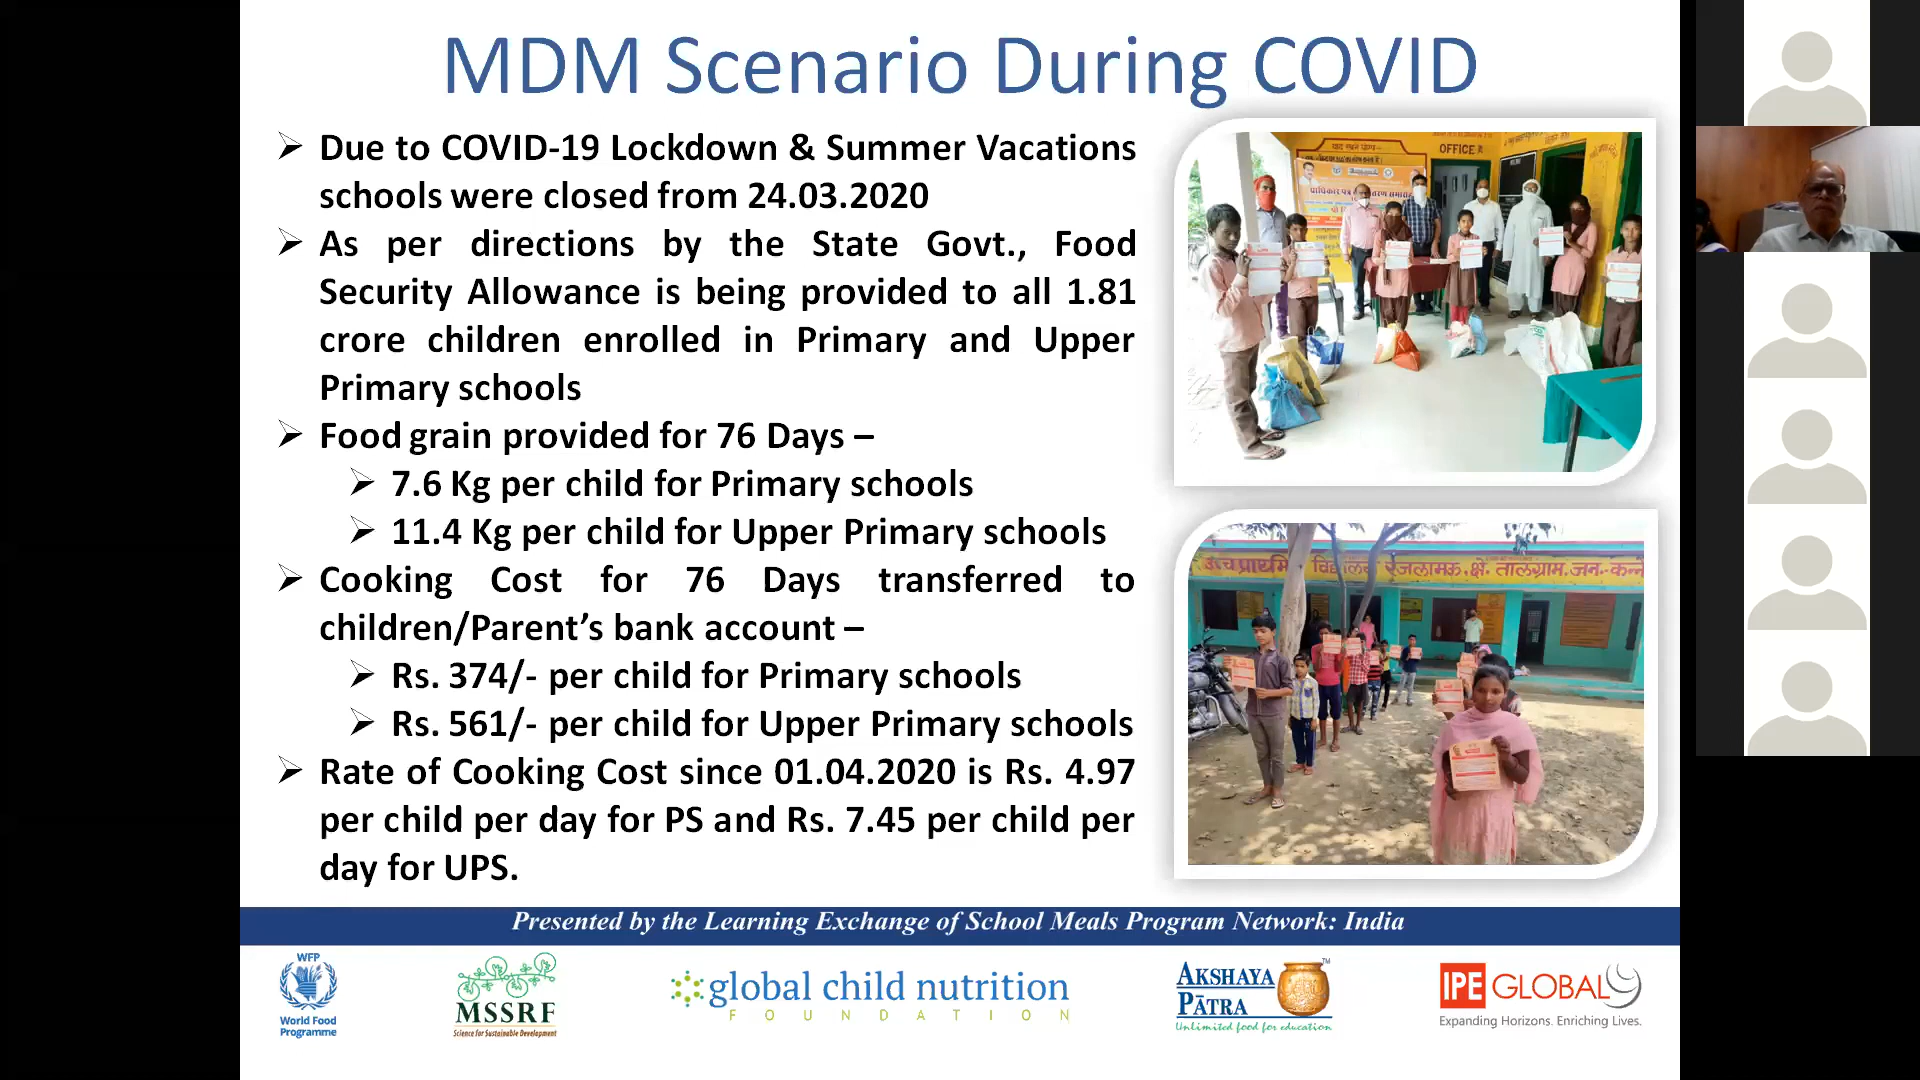 MDM Scenario During COVID
➢ Due to COVID-19 Lockdown & Summer Vacations
schools were closed from 24.03.2020
➢ As per directions by the State Govt., Food
Security Allowance is being provided to all 1.81
crore children enrolled in Primary and Upper
Primary schools
➢ Food grain provided for 76 Days –
➢ 7.6 Kg per child for Primary schools
➢ 11.4 Kg per child for Upper Primary schools
➢ Cooking Cost for 76 Days transferred to
children/Parent’s bank account –
➢ Rs. 374/- per child for Primary schools
➢ Rs. 561/- per child for Upper Primary schools
➢ Rate of Cooking Cost since 01.04.2020 is Rs. 4.97
per child per day for PS and Rs. 7.45 per child per
day for UPS.
OFFICE
Presented by the Learning Exchange of School Meals Program Network: India
WFP
World Food
Programme
MSSRF
Science for Sustainable Development
global child nutrition
FOUNDATION
AKSHAYA
PĀTRA
TM
Unlimited food for education
IPE GLOBAL
Expanding Horizons. Enriching Lives.